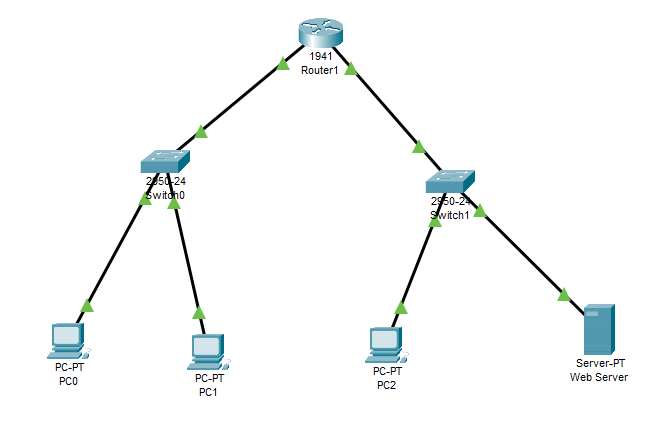 1941
Router1
2950-24
Switch0
2950-24
Switch1
PC-PT
PC0
PC-PT
PC1
PC-PT
PC2
Server-PT
Web Server